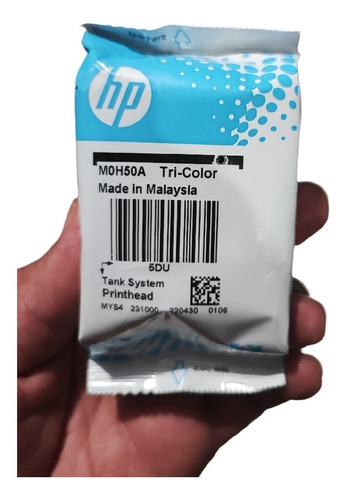 hp
M0H50A Tri-Color
Made in Malaysia
5DU
Tank System
Printhead
MYS4 231000 220430 0106